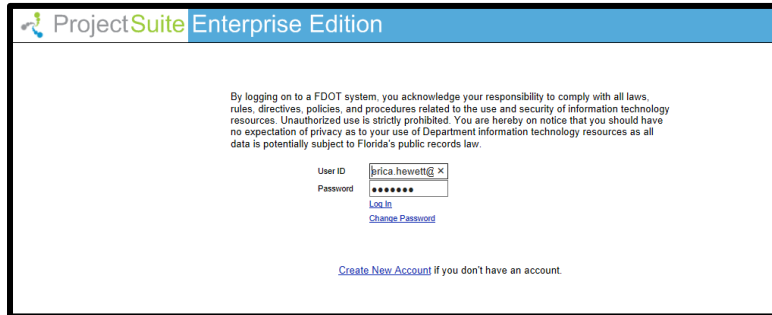 ProjectSuite Enterprise Edition
By logging on to a FDOT system, you acknowledge your responsibility to comply with all laws,
rules, directives, policies, and procedures related to the use and security of information technology
resources. Unauthorized use is strictly prohibited. You are hereby on notice that you should have
no expectation of privacy as to your use of Department information technology resources as all
data is potentially subject to Florida's public records law.
User ID erica.hewett@ ×
Password ●●●●●●●
Log In
Change Password
Create New Account if you don't have an account.